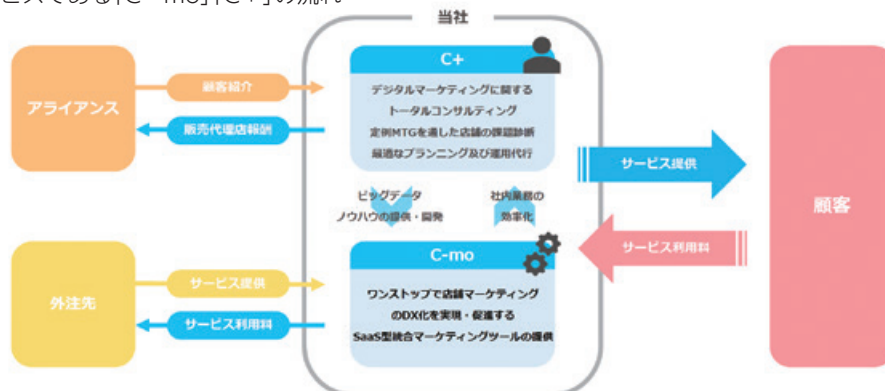 ビスである「C-mo」「C+」の流れ
当社
C+
デジタルマーケティングに関する
トータルコンサルティング
定例MTGを通した店舗の課題診断
最適なプランニング及び運用代行
アライアンス
顧客紹介
販売代理店報酬
ビッグデータ
ノウハウの提供・開発
社内業務の
効率化
サービス提供
サービス利用料
顧客
C-mo
ワンストップで店舗マーケティング
のDX化を実現・促進する
SaaS型統合マーケティングツールの提供
外注先
サービス提供
サービス利用料